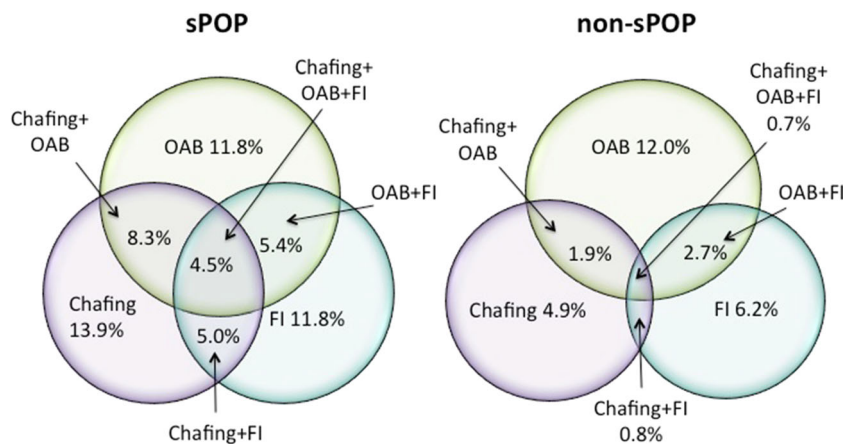 sPOP
Chafing+
OAB+FI
Chafing+
OAB
OAB 11.8%
OAB+FI
8.3%
5.4%
4.5%
Chafing
13.9%
FI 11.8%
5.0%
Chafing+FI
non-sPOP
Chafing+
OAB+FI
0.7%
Chafing+
OAB
OAB 12.0%
OAB+FI
1.9%
2.7%
Chafing 4.9%
FI 6.2%
Chafing+FI
0.8%